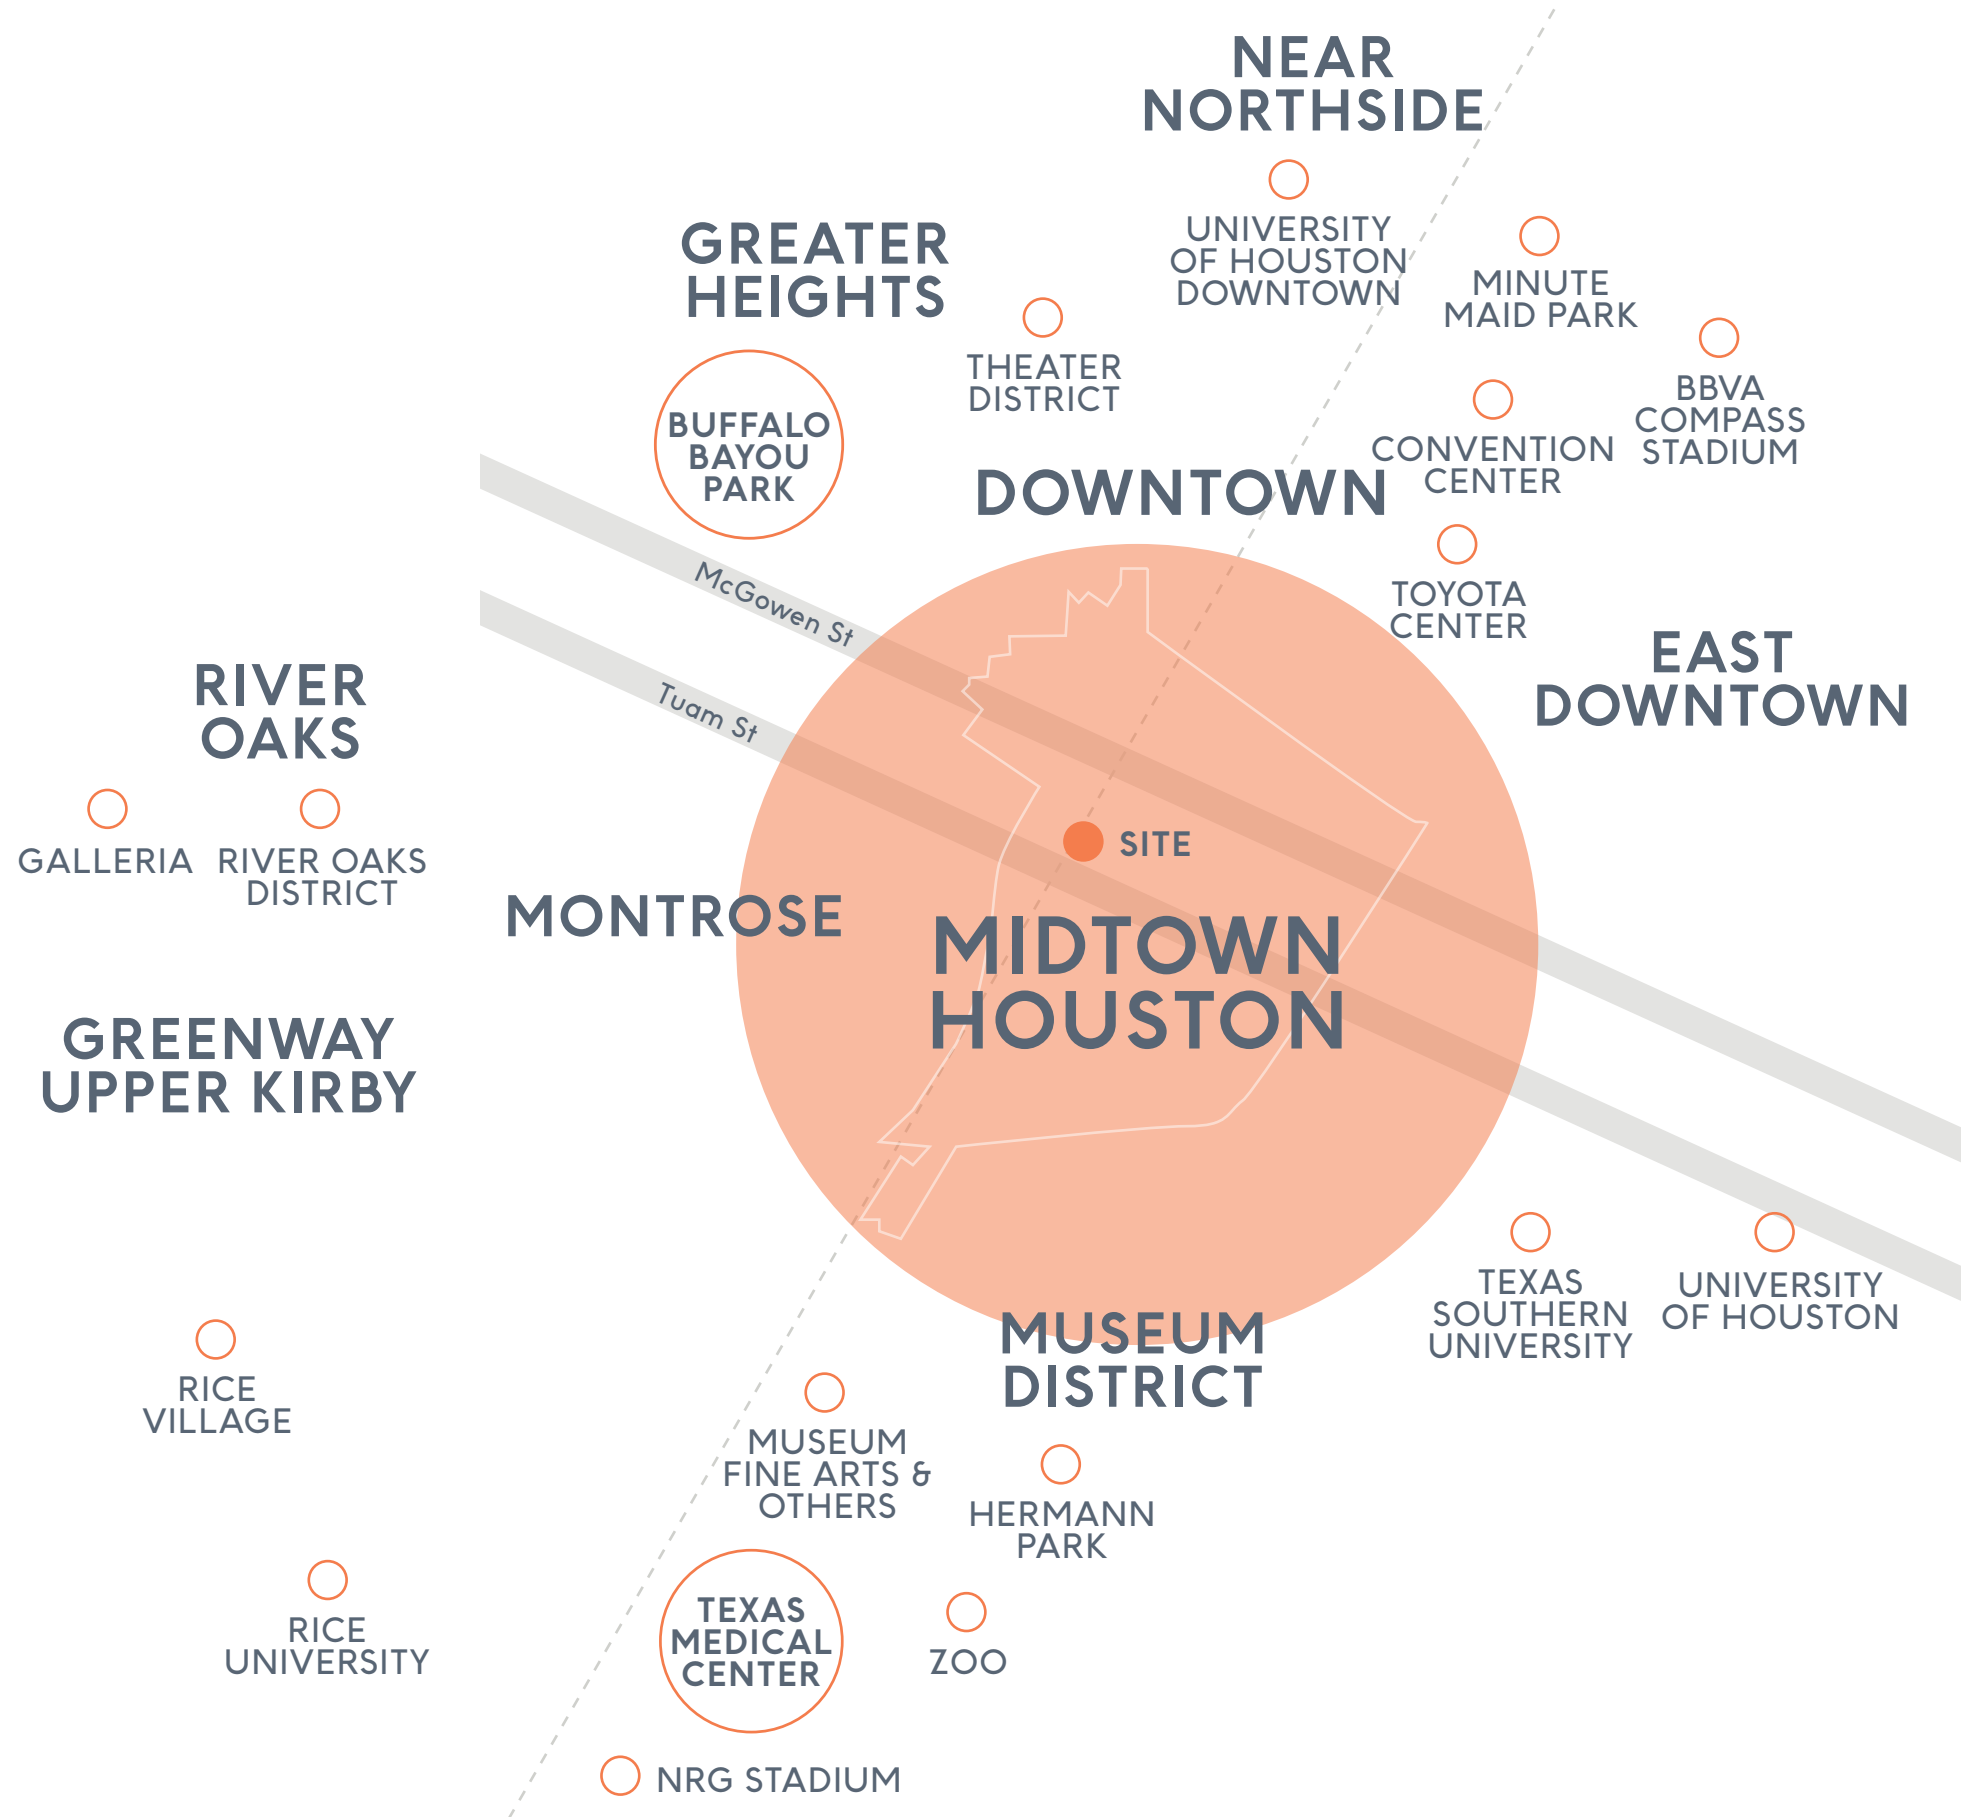 NEAR
NORTHSIDE
UNIVERSITY
OF HOUSTON
DOWNTOWN
MINUTE
MAID PARK
GREATER
HEIGHTS
THEATER
DISTRICT
BBVA
COMPASS
STADIUM
BUFFALO
BAYOU
PARK
CONVENTION
CENTER
DOWNTOWN
TOYOTA
CENTER
McGowen St
Tuam St
EAST
DOWNTOWN
RIVER
OAKS
GALLERIA
RIVER OAKS
DISTRICT
SITE
MONTROSE
MIDTOWN
HOUSTON
GREENWAY
UPPER KIRBY
TEXAS
SOUTHERN
UNIVERSITY
UNIVERSITY
OF HOUSTON
MUSEUM
DISTRICT
RICE
VILLAGE
MUSEUM
FINE ARTS &
OTHERS
HERMANN
PARK
RICE
UNIVERSITY
TEXAS
MEDICAL
CENTER
ZOO
NRG STADIUM